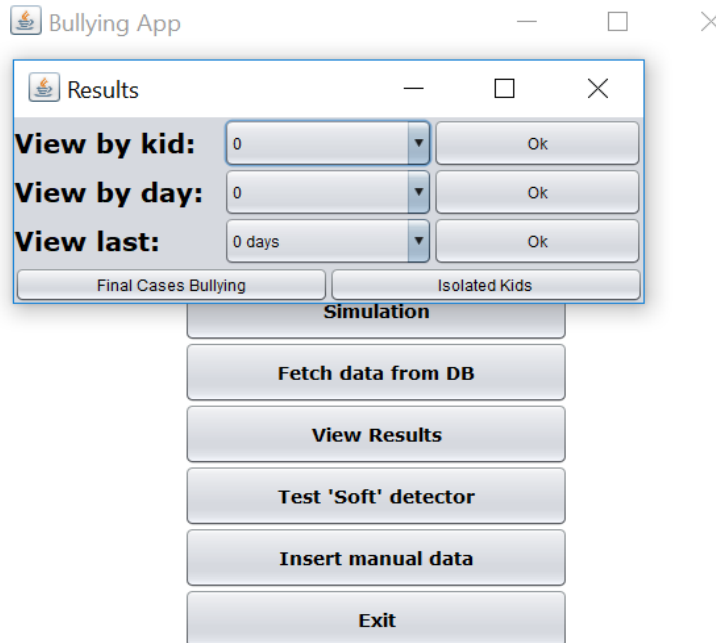 Bullying App
Results
View by kid: 0 Ok
View by day: 0 Ok
View last: 0 days Ok
Final Cases Bullying Isolated Kids
Simulation
Fetch data from DB
View Results
Test 'Soft' detector
Insert manual data
Exit